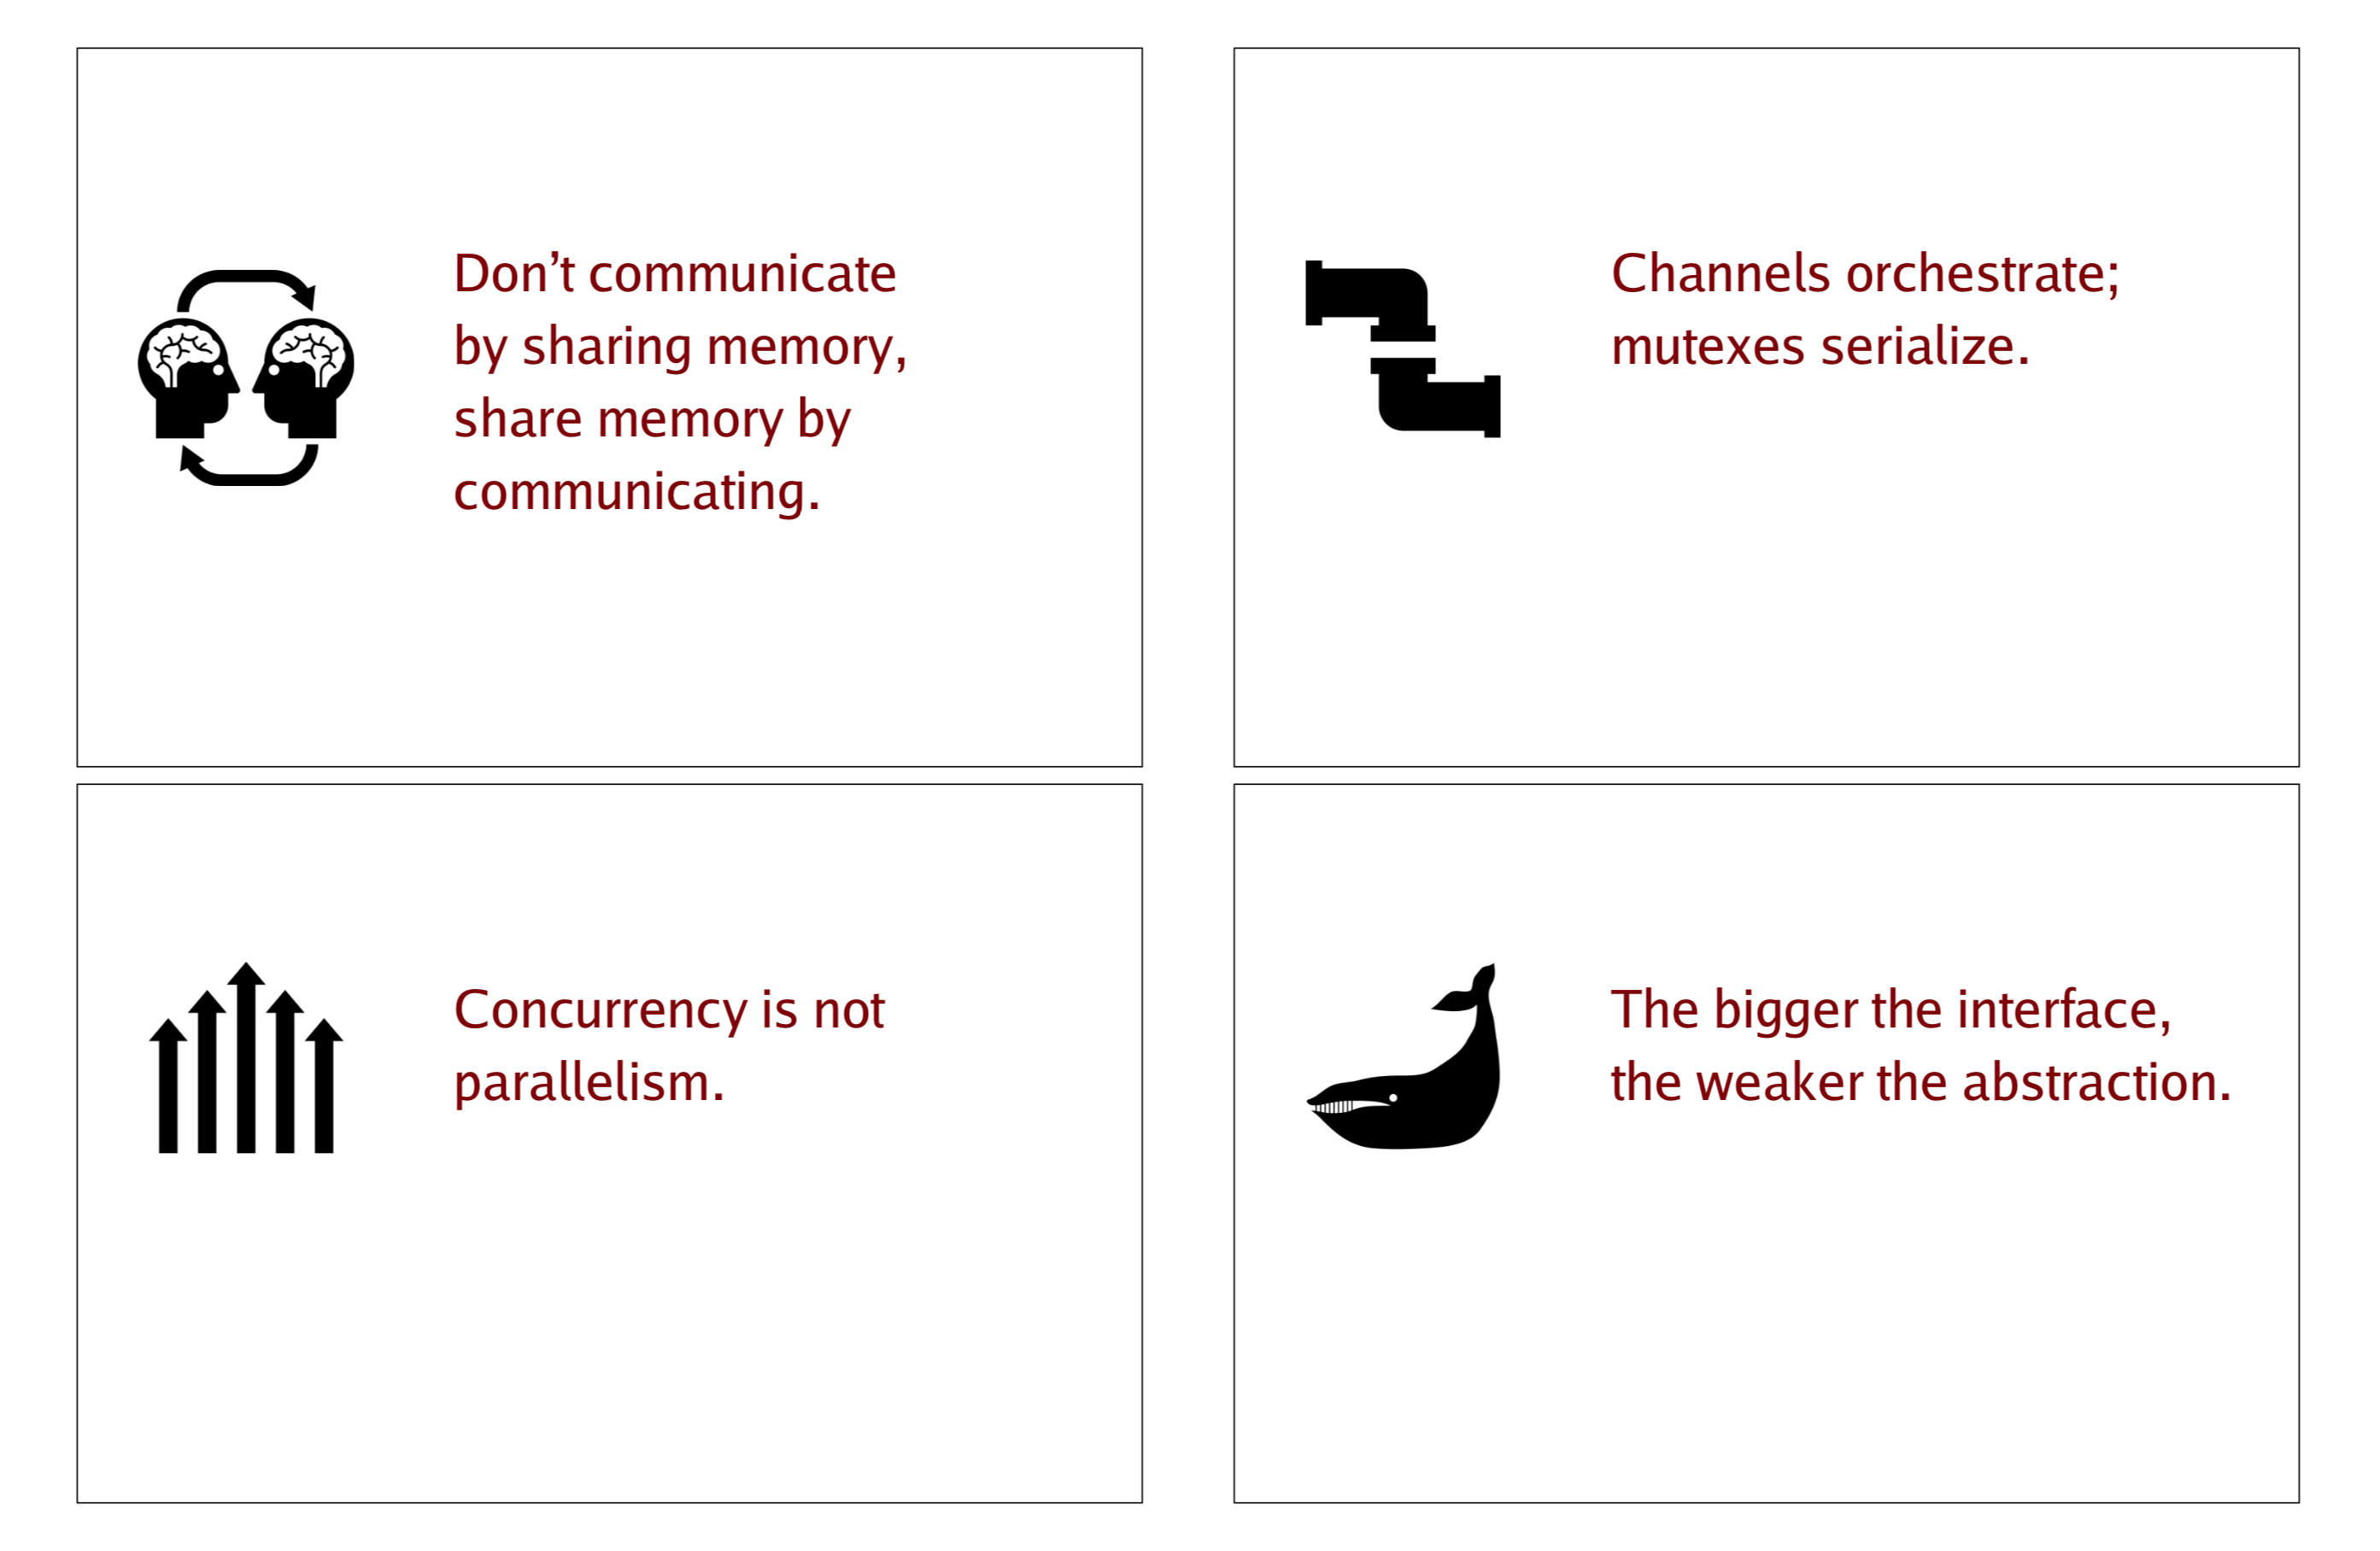 Don’t communicate
by sharing memory,
share memory by
communicating.
Channels orchestrate;
mutexes serialize.
Concurrency is not
parallelism.
The bigger the interface,
the weaker the abstraction.